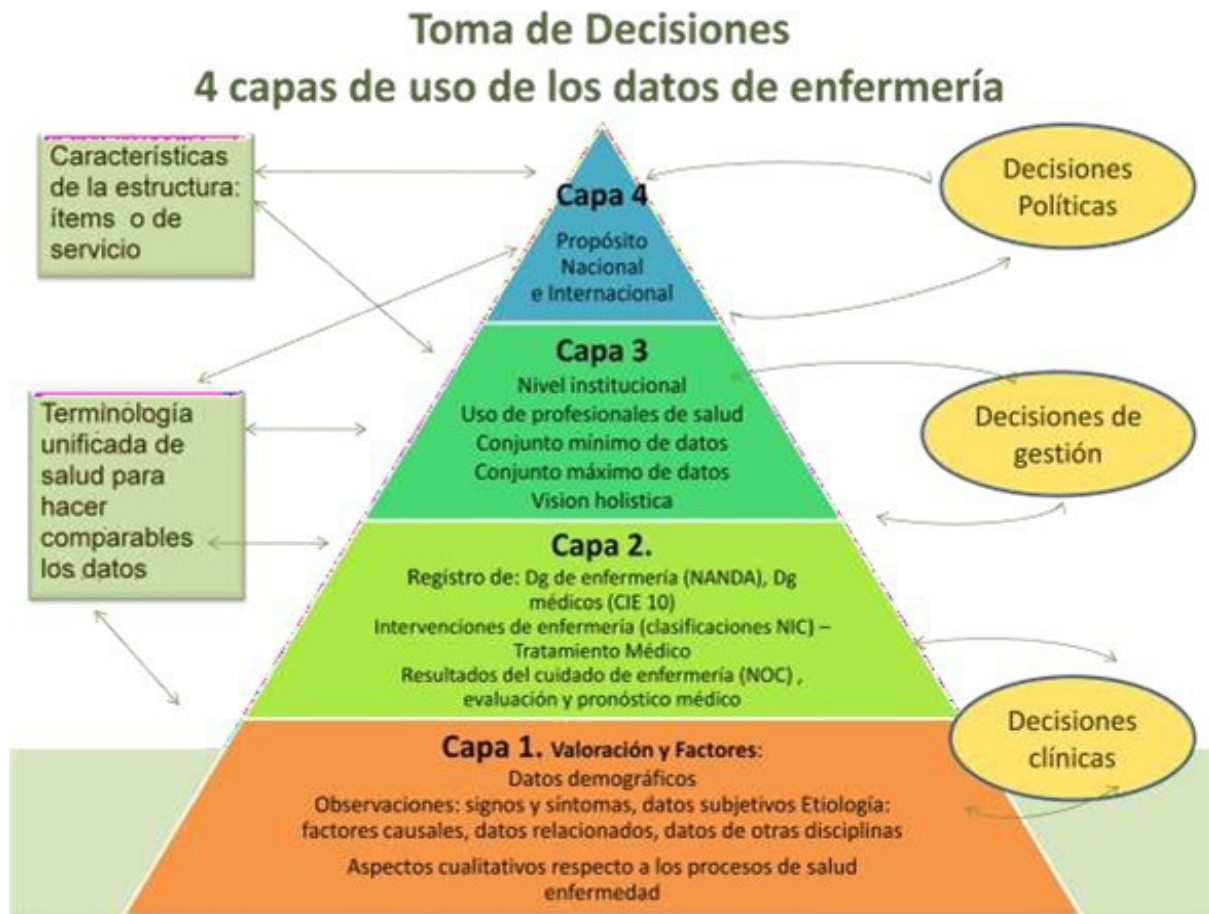 Toma de Decisiones
4 capas de uso de los datos de enfermería
Características
de la estructura:
items o de
servicio
Terminología
unificada de
salud para
hacer
comparables
los datos
Capa 4
Propósito
Nacional
e Internacional
Capa 3
Nivel institucional
Uso de profesionales de salud
Conjunto mínimo de datos
Conjunto máximo de datos
Vision holistica
Capa 2.
Registro de: Dg de enfermería (NANDA), Dg
médicos (CIE 10)
Intervenciones de enfermería (clasificaciones NIC) –
Tratamiento Médico
Resultados del cuidado de enfermería (NOC) ,
evaluación y pronóstico médico
Capa 1. Valoración y Factores:
Datos demográficos
Observaciones: signos y síntomas, datos subjetivos Etiología:
factores causales, datos relacionados, datos de otras disciplinas
Aspectos cualitativos respecto a los procesos de salud
enfermedad
Decisiones
Políticas
Decisiones de
gestión
Decisiones
clínicas